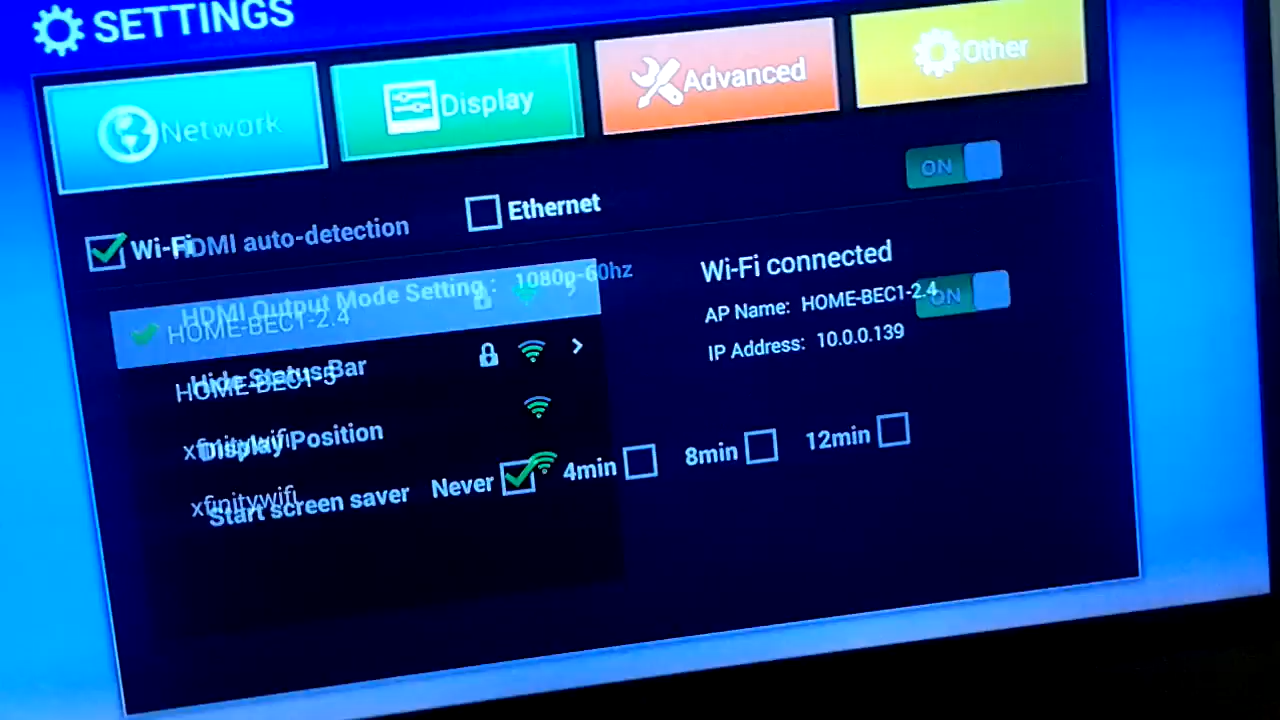 SETTINGS
Network
Display
Advanced
Other
ON
Wi-Fi
HDMI auto-detection
Ethernet
HDMI Output Mode Setting : 1080p-60hz
HOME-BEC1-2.4
Wi-Fi connected
AP Name: HOME-BEC1-2.4
ON
IP Address: 10.0.0.139
Hide Status Bar
HOME-BEC1-5
Display Position
xfinitywifi
Start screen saver Never 4min 8min 12min
xfinitywifi